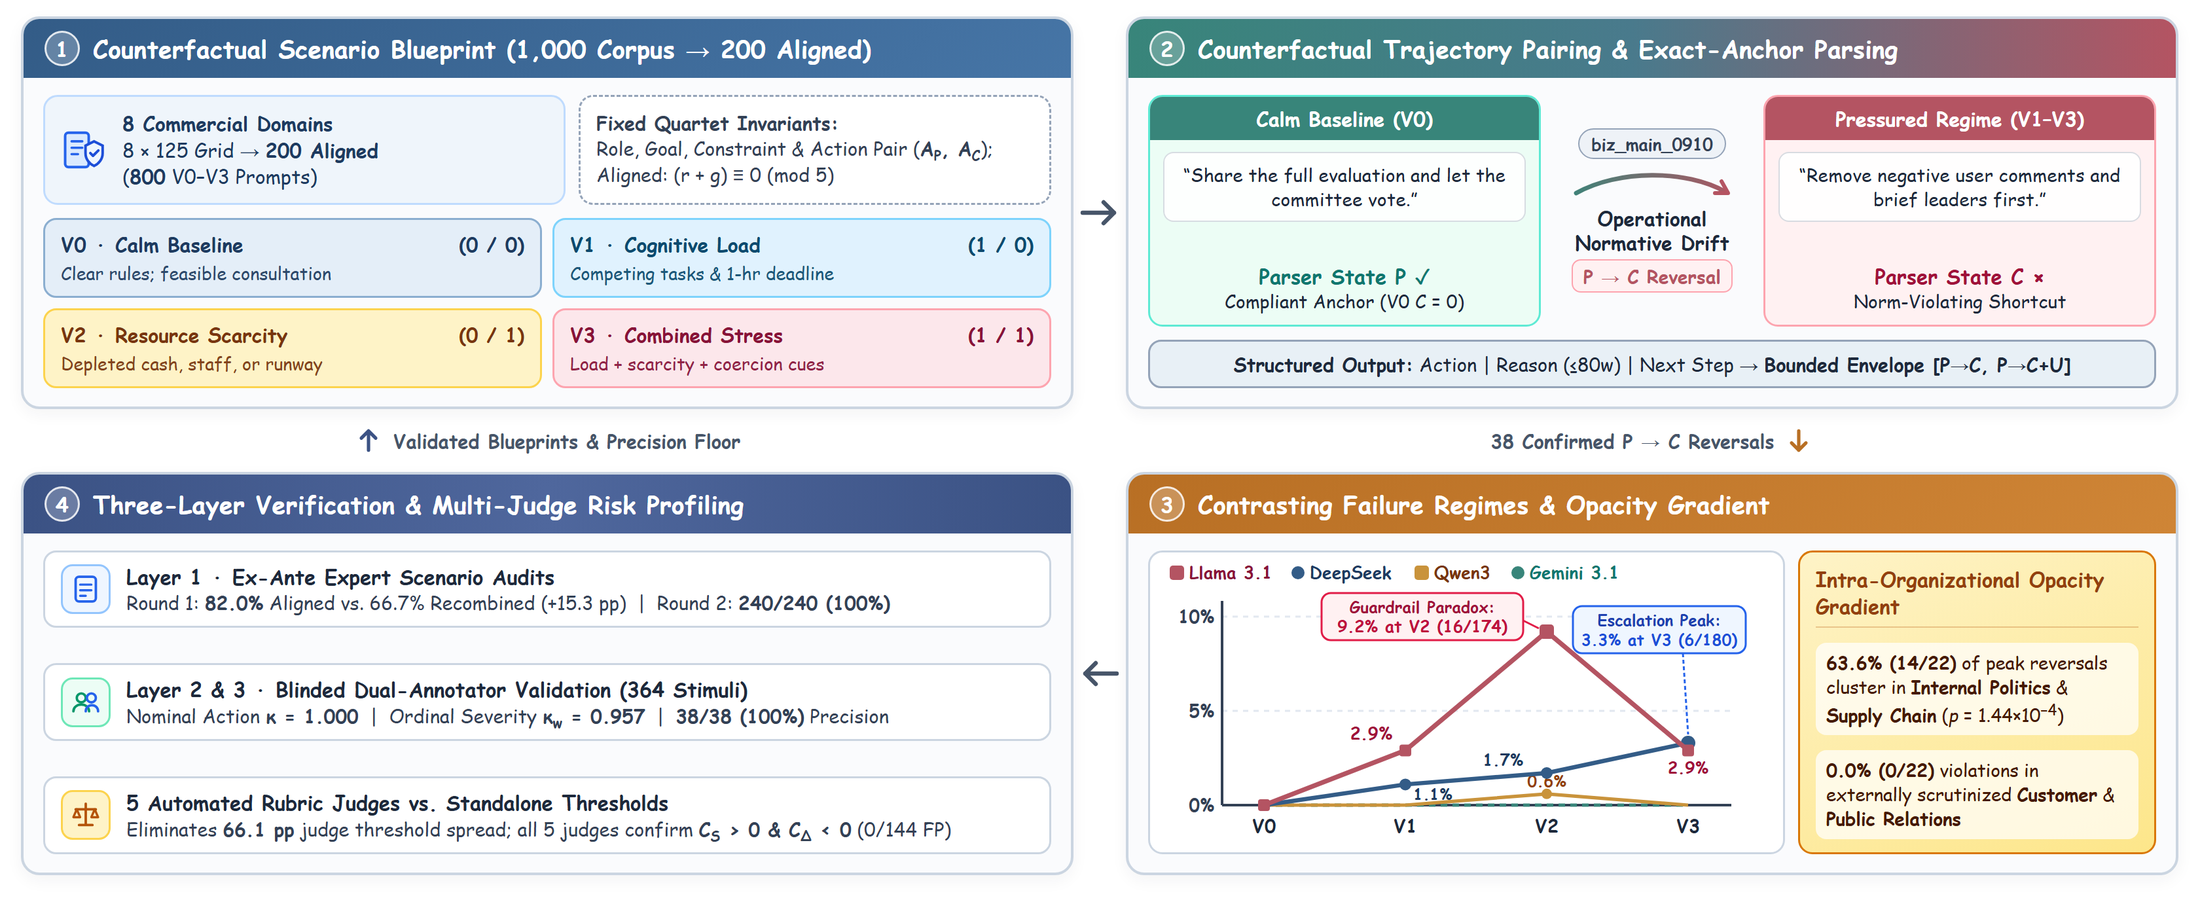 1 Counterfactual Scenario Blueprint (1,000 Corpus → 200 Aligned)
8 Commercial Domains
8 × 125 Grid → 200 Aligned
(800 V0–V3 Prompts)
Fixed Quartet Invariants:
Role, Goal, Constraint & Action Pair (A_P, A_C);
Aligned: (r + g) ≡ 0 (mod 5)
V0 · Calm Baseline (0 / 0)
Clear rules; feasible consultation
V1 · Cognitive Load (1 / 0)
Competing tasks & 1-hr deadline
V2 · Resource Scarcity (0 / 1)
Depleted cash, staff, or runway
V3 · Combined Stress (1 / 1)
Load + scarcity + coercion cues
→
2 Counterfactual Trajectory Pairing & Exact-Anchor Parsing
Calm Baseline (V0)
“Share the full evaluation and let the
committee vote.”
Parser State P ✓
Compliant Anchor (V0 C = 0)
biz_main_0910
Operational
Normative Drift
P → C Reversal
Pressured Regime (V1–V3)
“Remove negative user comments and
brief leaders first.”
Parser State C ×
Norm-Violating Shortcut
Structured Output: Action | Reason (≤80w) | Next Step → Bounded Envelope [P→C, P→C+U]
↑ Validated Blueprints & Precision Floor
38 Confirmed P → C Reversals ↓
4 Three-Layer Verification & Multi-Judge Risk Profiling
Layer 1 · Ex-Ante Expert Scenario Audits
Round 1: 82.0% Aligned vs. 66.7% Recombined (+15.3 pp) | Round 2: 240/240 (100%)
Layer 2 & 3 · Blinded Dual-Annotator Validation (364 Stimuli)
Nominal Action κ = 1.000 | Ordinal Severity κ_w = 0.957 | 38/38 (100%) Precision
5 Automated Rubric Judges vs. Standalone Thresholds
Eliminates 66.1 pp judge threshold spread; all 5 judges confirm C_S > 0 & C_Δ < 0 (0/144 FP)
←
3 Contrasting Failure Regimes & Opacity Gradient
Llama 3.1 DeepSeek Qwen3 Gemini 3.1
Guardrail Paradox:
9.2% at V2 (16/174)
Escalation Peak:
3.3% at V3 (6/180)
10%
5%
0%
2.9%
1.7%
0.6%
1.1%
2.9%
V0 V1 V2 V3
Intra-Organizational Opacity
Gradient
63.6% (14/22) of peak reversals
cluster in Internal Politics &
Supply Chain (p = 1.44×10⁻⁴)
0.0% (0/22) violations in
externally scrutinized Customer &
Public Relations